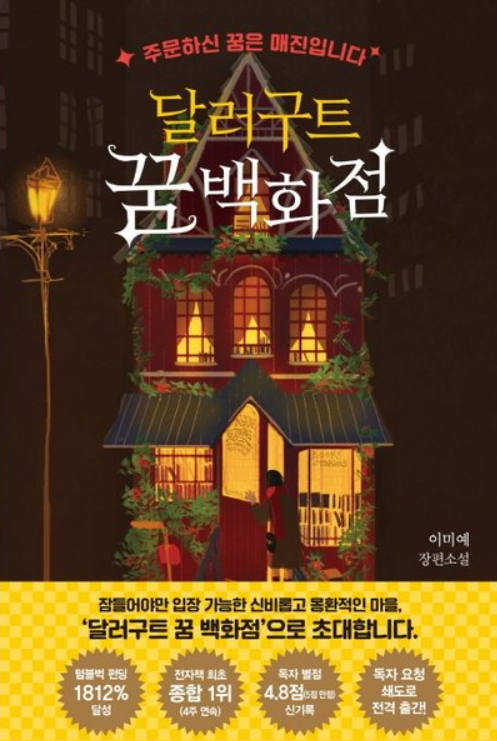 주문하신 꿈은 매진입니다
달러구트
꿈 백화점
이미예
장편소설
잠들어야만 입장 가능한 신비롭고 몽환적인 마을,
‘달러구트 꿈 백화점’으로 초대합니다.
텀블벅 펀딩
1812%
달성
전자책 최초
종합 1위
(4주 연속)
독자 별점
4.8점(5점 만점)
신기록
독자 요청
쇄도로
전격 출간!